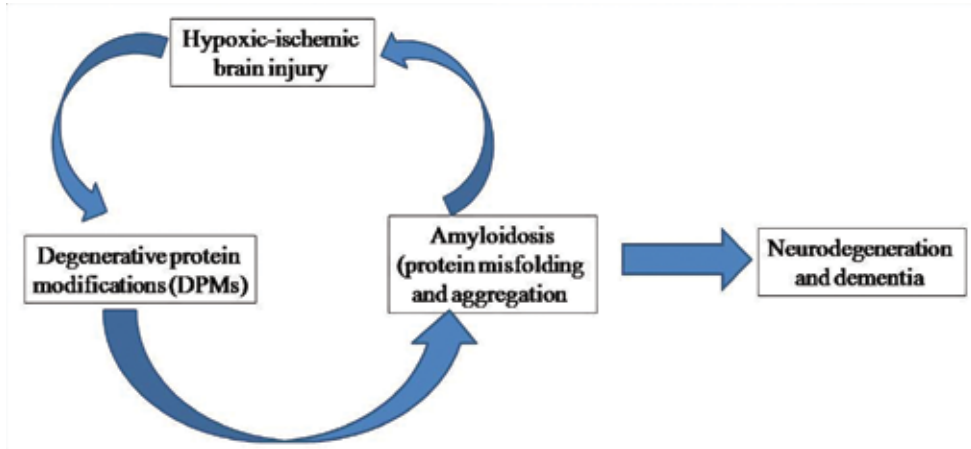 Hypoxic-ischemic
brain injury
Degenerative protein
modifications (DPMs)
Amyloidosis
(protein misfolding
and aggregation
Neurodegeneration
and dementia